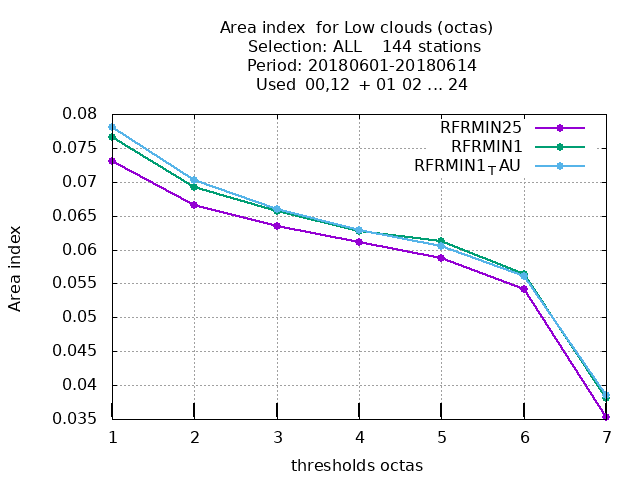 Area index  for Low clouds (octas)
Selection: ALL    144 stations
Period: 20180601-20180614
Used  00,12  + 01 02 ... 24
RFRMIN25
RFRMIN1
RFRMIN1TAU
0.08
0.075
0.07
0.065
0.06
0.055
0.05
0.045
0.04
0.035
Area index
1 2 3 4 5 6 7
thresholds octas